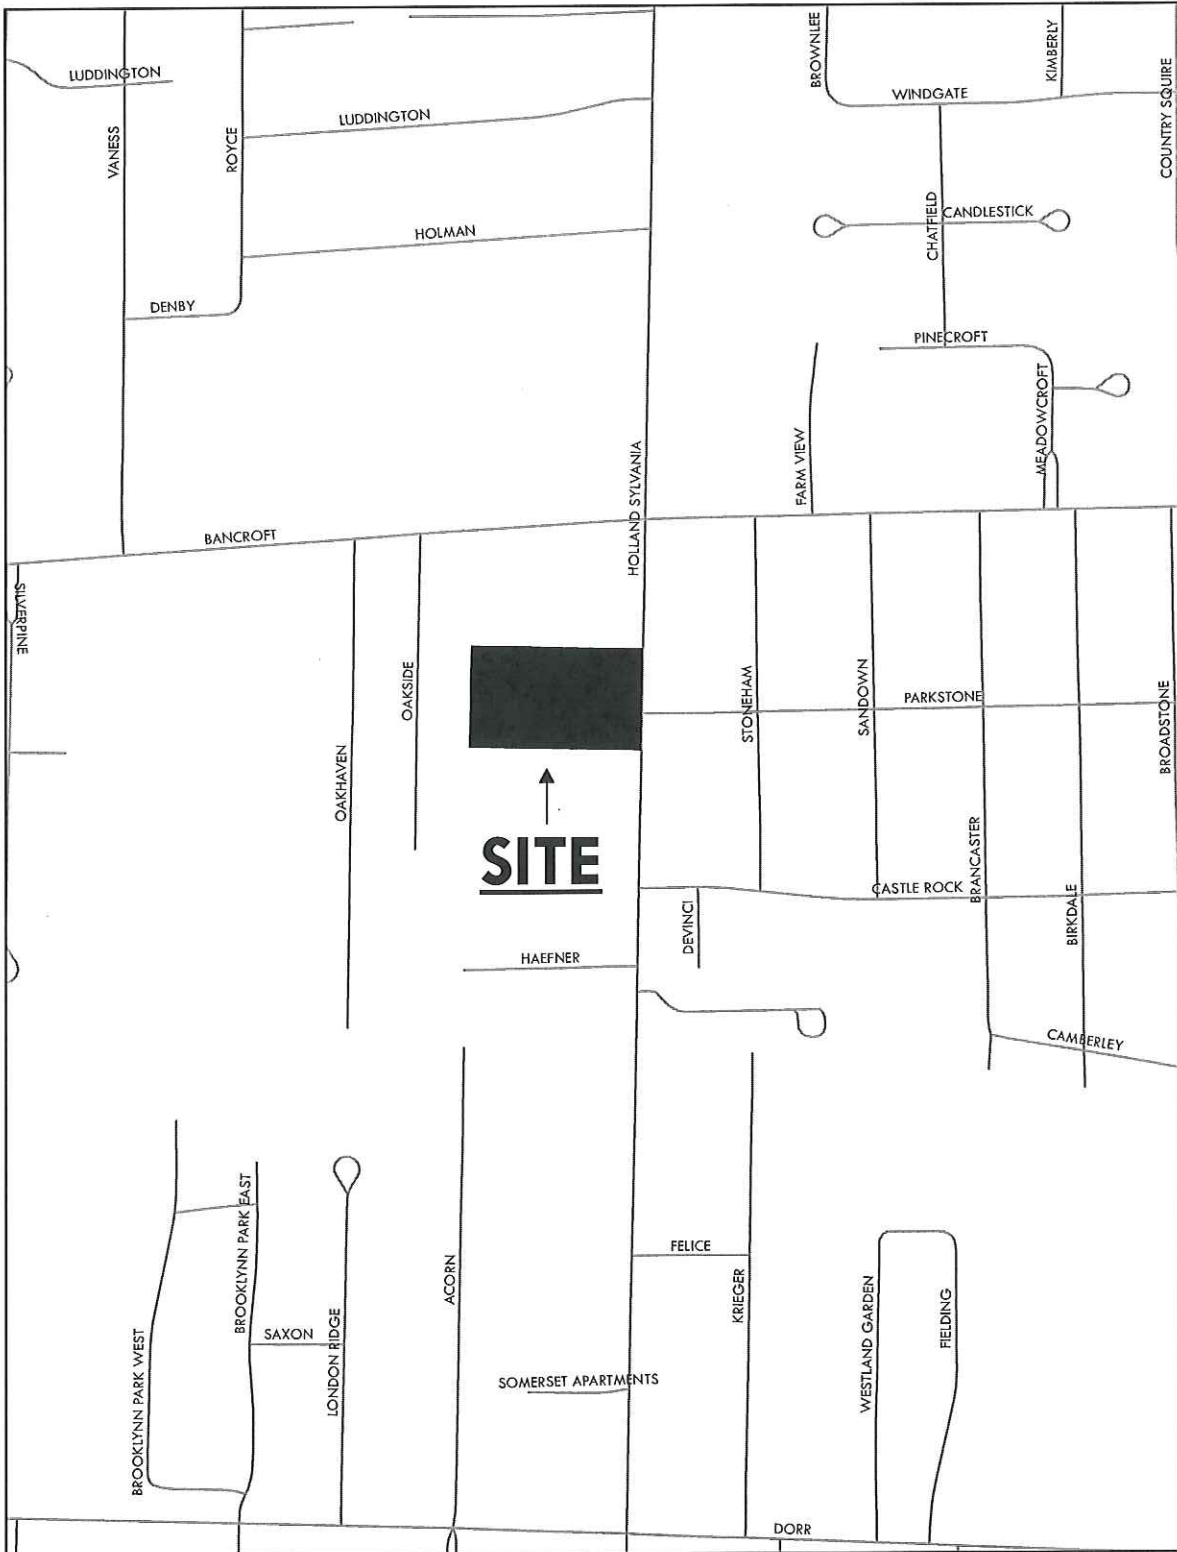 LUDDINGTON
BROWNLEE
KIMBERLY
COUNTRY SQUIRE
WINDGATE
LUDDINGTON
VANESS
ROYCE
CHATFIELD
CANDLESTICK
HOLMAN
DENBY
PINECROFT
MEADOWCROFT
FARM VIEW
HOLLAND SYLVANIA
BANCROFT
SILVERPINE
OAKSIDE
OAKHAVEN
STONEHAM
SANDOWN
PARKSTONE
BROADSTONE
SITE
BRANCASTER
CASTLE ROCK
BIRKDALE
DEVINCI
HAEFNER
CAMBERLEY
BROOKLYNN PARK EAST
ACORN
FELICE
KRIEGER
WESTLAND GARDEN
FIELDING
SAXON
LONDON RIDGE
BROOKLYNN PARK WEST
SOMERSET APARTMENTS
DORR